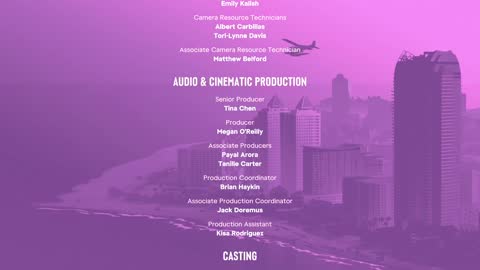 Emily Kalish
Camera Resource Technicians
Albert Carbillas
Tori-Lynne Davis
Associate Camera Resource Technician
Matthew Belford
AUDIO & CINEMATIC PRODUCTION
Senior Producer
Tina Chen
Producer
Megan O'Reilly
Associate Producers
Payal Arora
Tanille Carter
Production Coordinator
Brian Haykin
Associate Production Coordinator
Jack Doremus
Production Assistant
Kisa Rodriguez
CASTING